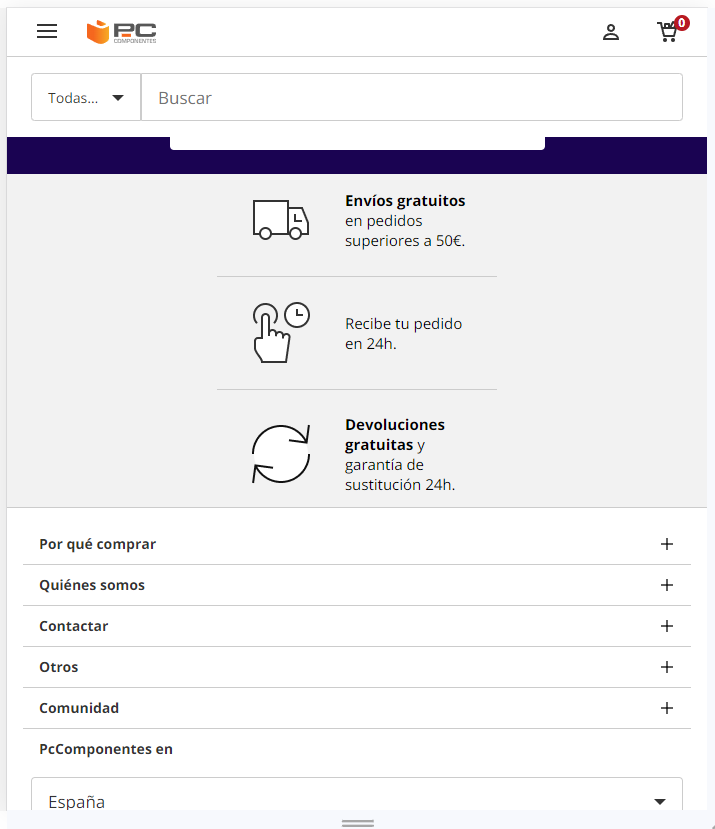 PC
COMPONENTES
0
Todas...
Buscar
Envíos gratuitos
en pedidos
superiores a 50€.
Recibe tu pedido
en 24h.
Devoluciones
gratuitas y
garantía de
sustitución 24h.
Por qué comprar
Quiénes somos
Contactar
Otros
Comunidad
PcComponentes en
España